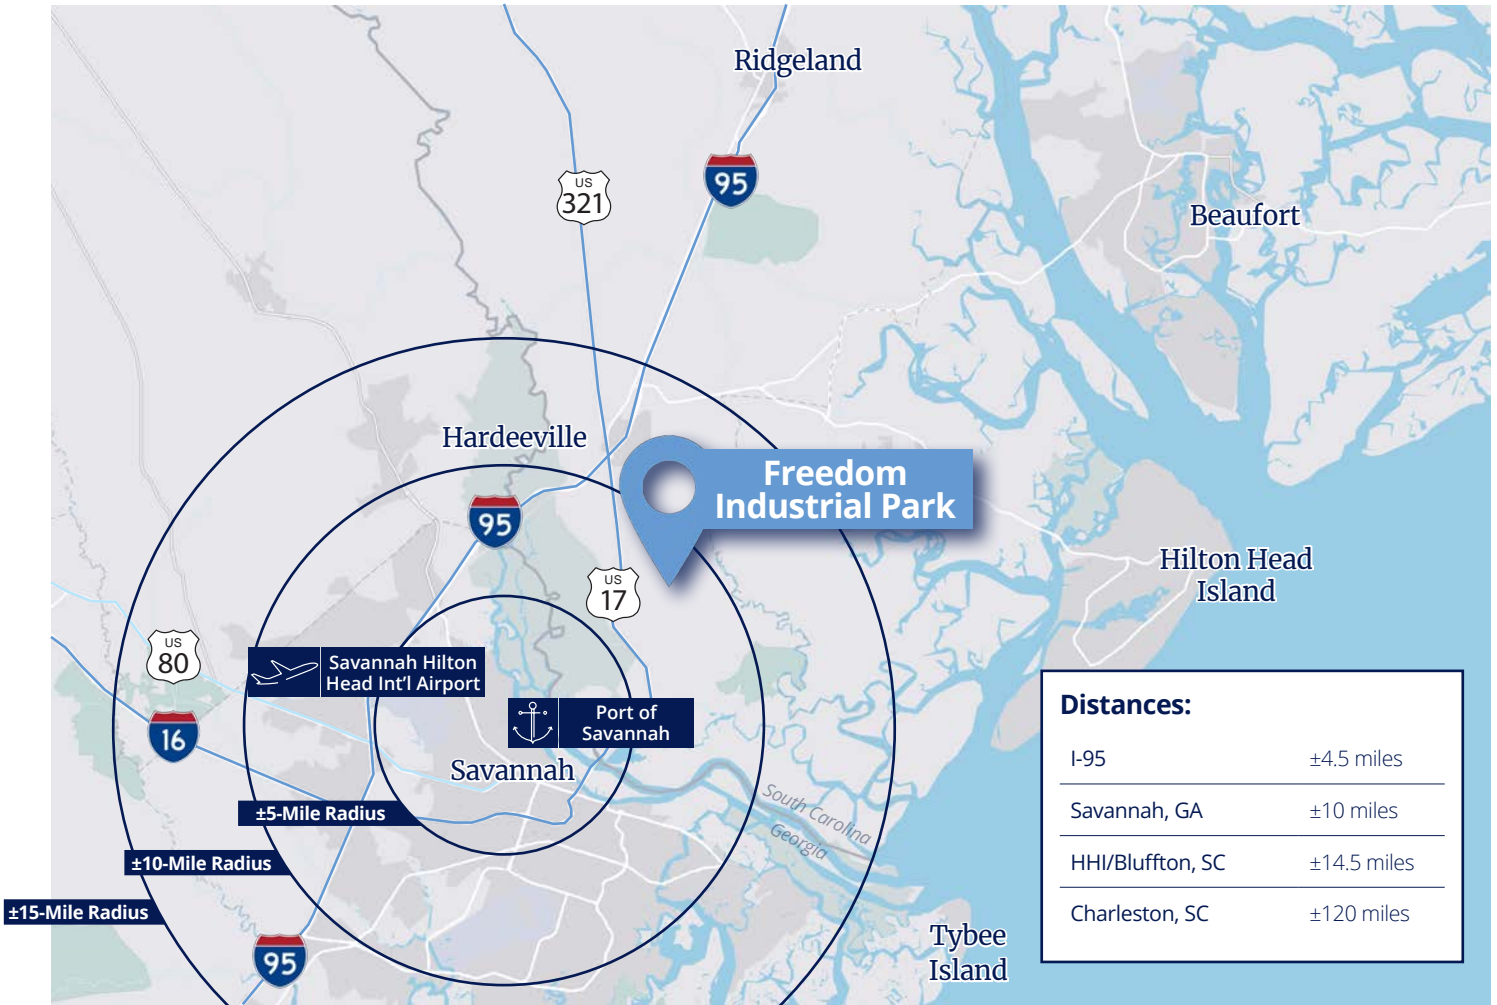 Ridgeland
95
US
321
Beaufort
Hardeeville
Freedom
Industrial Park
95
Hilton Head
Island
US
17
US
80
Savannah Hilton
Head Int'l Airport
Port of
Savannah
16
Savannah
±5-Mile Radius
±10-Mile Radius
±15-Mile Radius
95
South Carolina
Georgia
Tybee
Island
Distances:
I-95 ±4.5 miles
Savannah, GA ±10 miles
HHI/Bluffton, SC ±14.5 miles
Charleston, SC ±120 miles